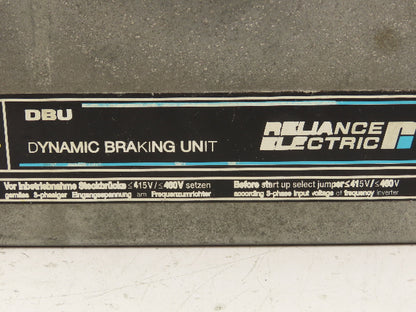 DBU
DYNAMIC BRAKING UNIT
RELIANCE
ELECTRIC
Vor Inbetriebnahme Steckbrücke ≤415V/≤460V setzen
gemäss 3-phasiger Eingangsspannung am Frequenzumrichter
Before start up select jumper ≤415V/≤460V
according 3-phase input voltage of frequency inverter